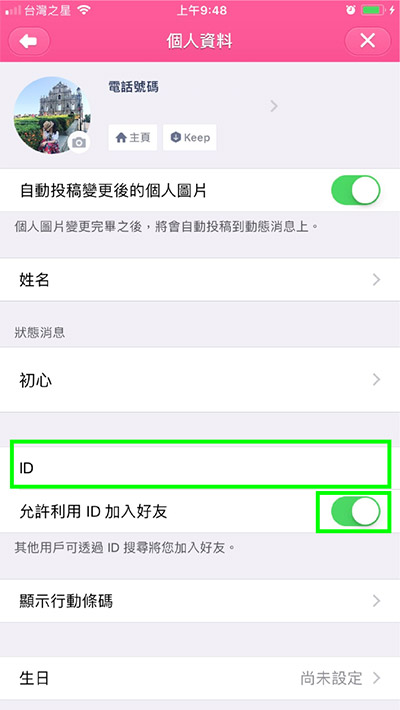 台灣之星 上午9:48
個人資料
電話號碼
主頁 Keep
自動投稿變更後的個人圖片
個人圖片變更完畢之後，將會自動投稿到動態消息上。
姓名
狀態消息
初心
ID
允許利用 ID 加入好友
其他用戶可透過 ID 搜尋將您加入好友。
顯示行動條碼
生日 尚未設定